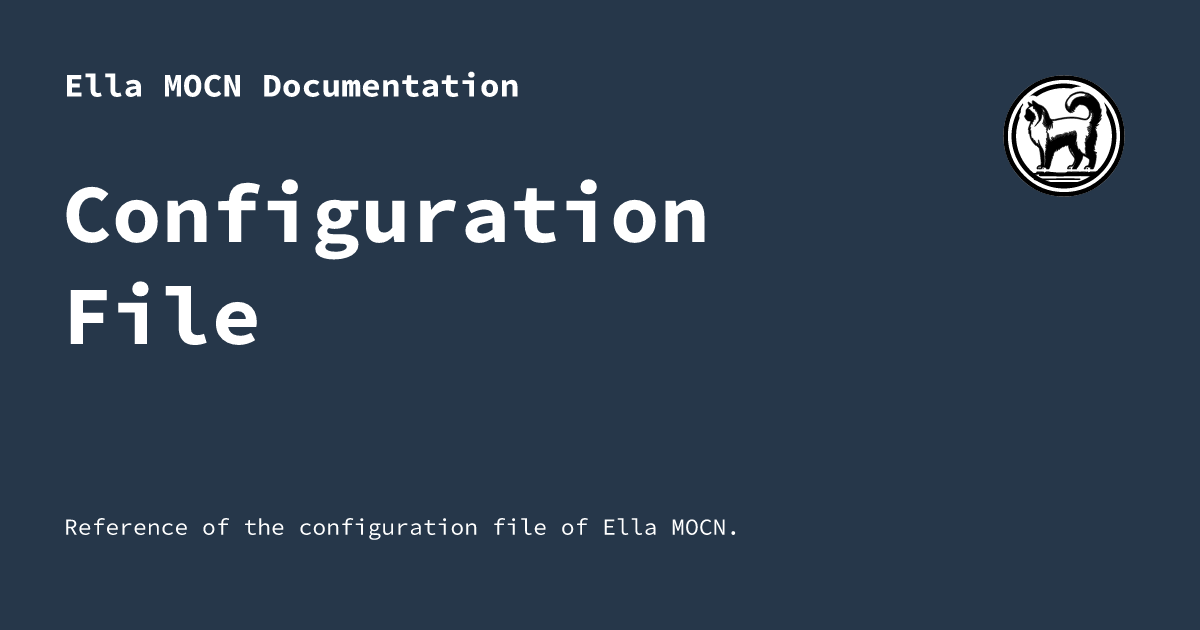 Ella MOCN Documentation
Configuration
File
Reference of the configuration file of Ella MOCN.